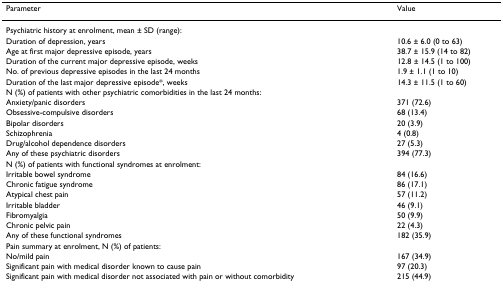 Parameter Value
Psychiatric history at enrolment, mean ± SD (range):
Duration of depression, years 10.6 ± 6.0 (0 to 63)
Age at first major depressive episode, years 38.7 ± 15.9 (14 to 82)
Duration of the current major depressive episode, weeks 12.8 ± 14.5 (1 to 100)
No. of previous depressive episodes in the last 24 months 1.9 ± 1.1 (1 to 10)
Duration of the last major depressive episode*, weeks 14.3 ± 11.5 (1 to 60)
N (%) of patients with other psychiatric comorbidities in the last 24 months:
Anxiety/panic disorders 371 (72.6)
Obsessive-compulsive disorders 68 (13.4)
Bipolar disorders 20 (3.9)
Schizophrenia 4 (0.8)
Drug/alcohol dependence disorders 27 (5.3)
Any of these psychiatric disorders 394 (77.3)
N (%) of patients with functional syndromes at enrolment:
Irritable bowel syndrome 84 (16.6)
Chronic fatigue syndrome 86 (17.1)
Atypical chest pain 57 (11.2)
Irritable bladder 46 (9.1)
Fibromyalgia 50 (9.9)
Chronic pelvic pain 22 (4.3)
Any of these functional syndromes 182 (35.9)
Pain summary at enrolment, N (%) of patients:
No/mild pain 167 (34.9)
Significant pain with medical disorder known to cause pain 97 (20.3)
Significant pain with medical disorder not associated with pain or without comorbidity 215 (44.9)